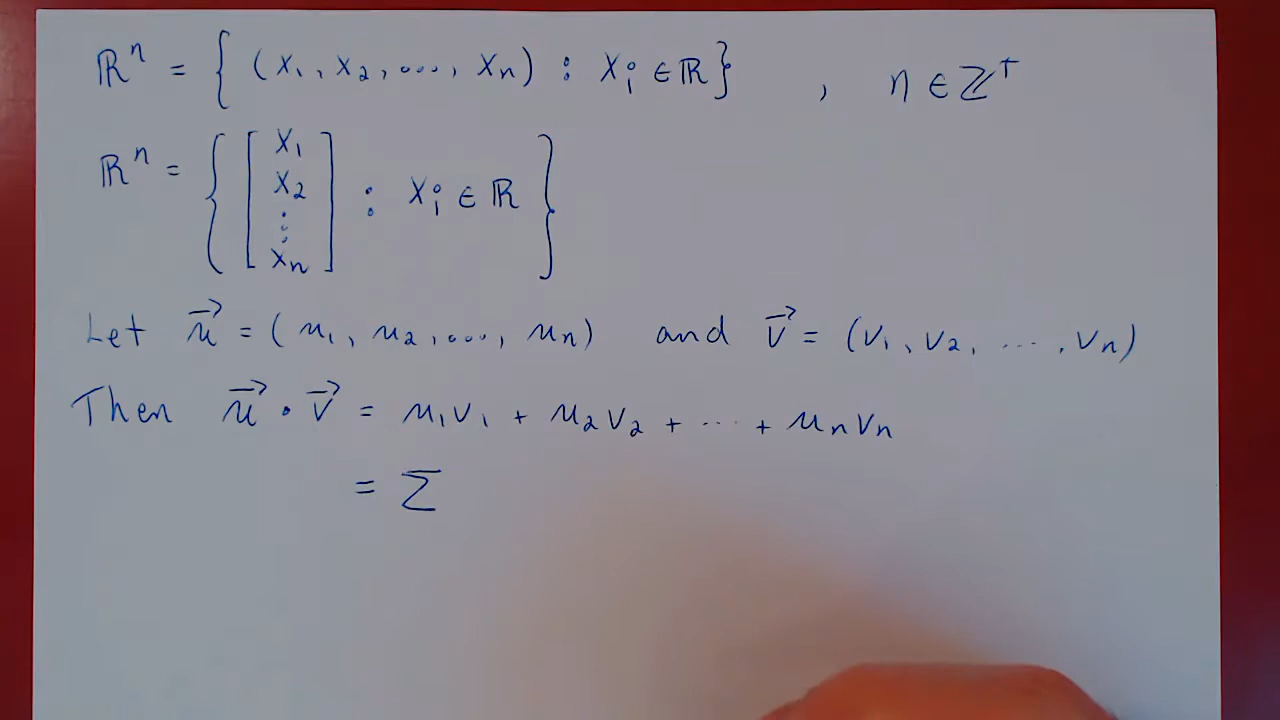 ℝⁿ = { (x₁, x₂, ..., xₙ) : xᵢ ∈ ℝ } , n ∈ ℤ⁺
ℝⁿ = { [ x₁ x₂ ⋮ xₙ ] : xᵢ ∈ ℝ }
Let u⃗ = (u₁, u₂, ..., uₙ) and v⃗ = (v₁, v₂, ..., vₙ)
Then u⃗ · v⃗ = u₁v₁ + u₂v₂ + ... + uₙvₙ
= Σ